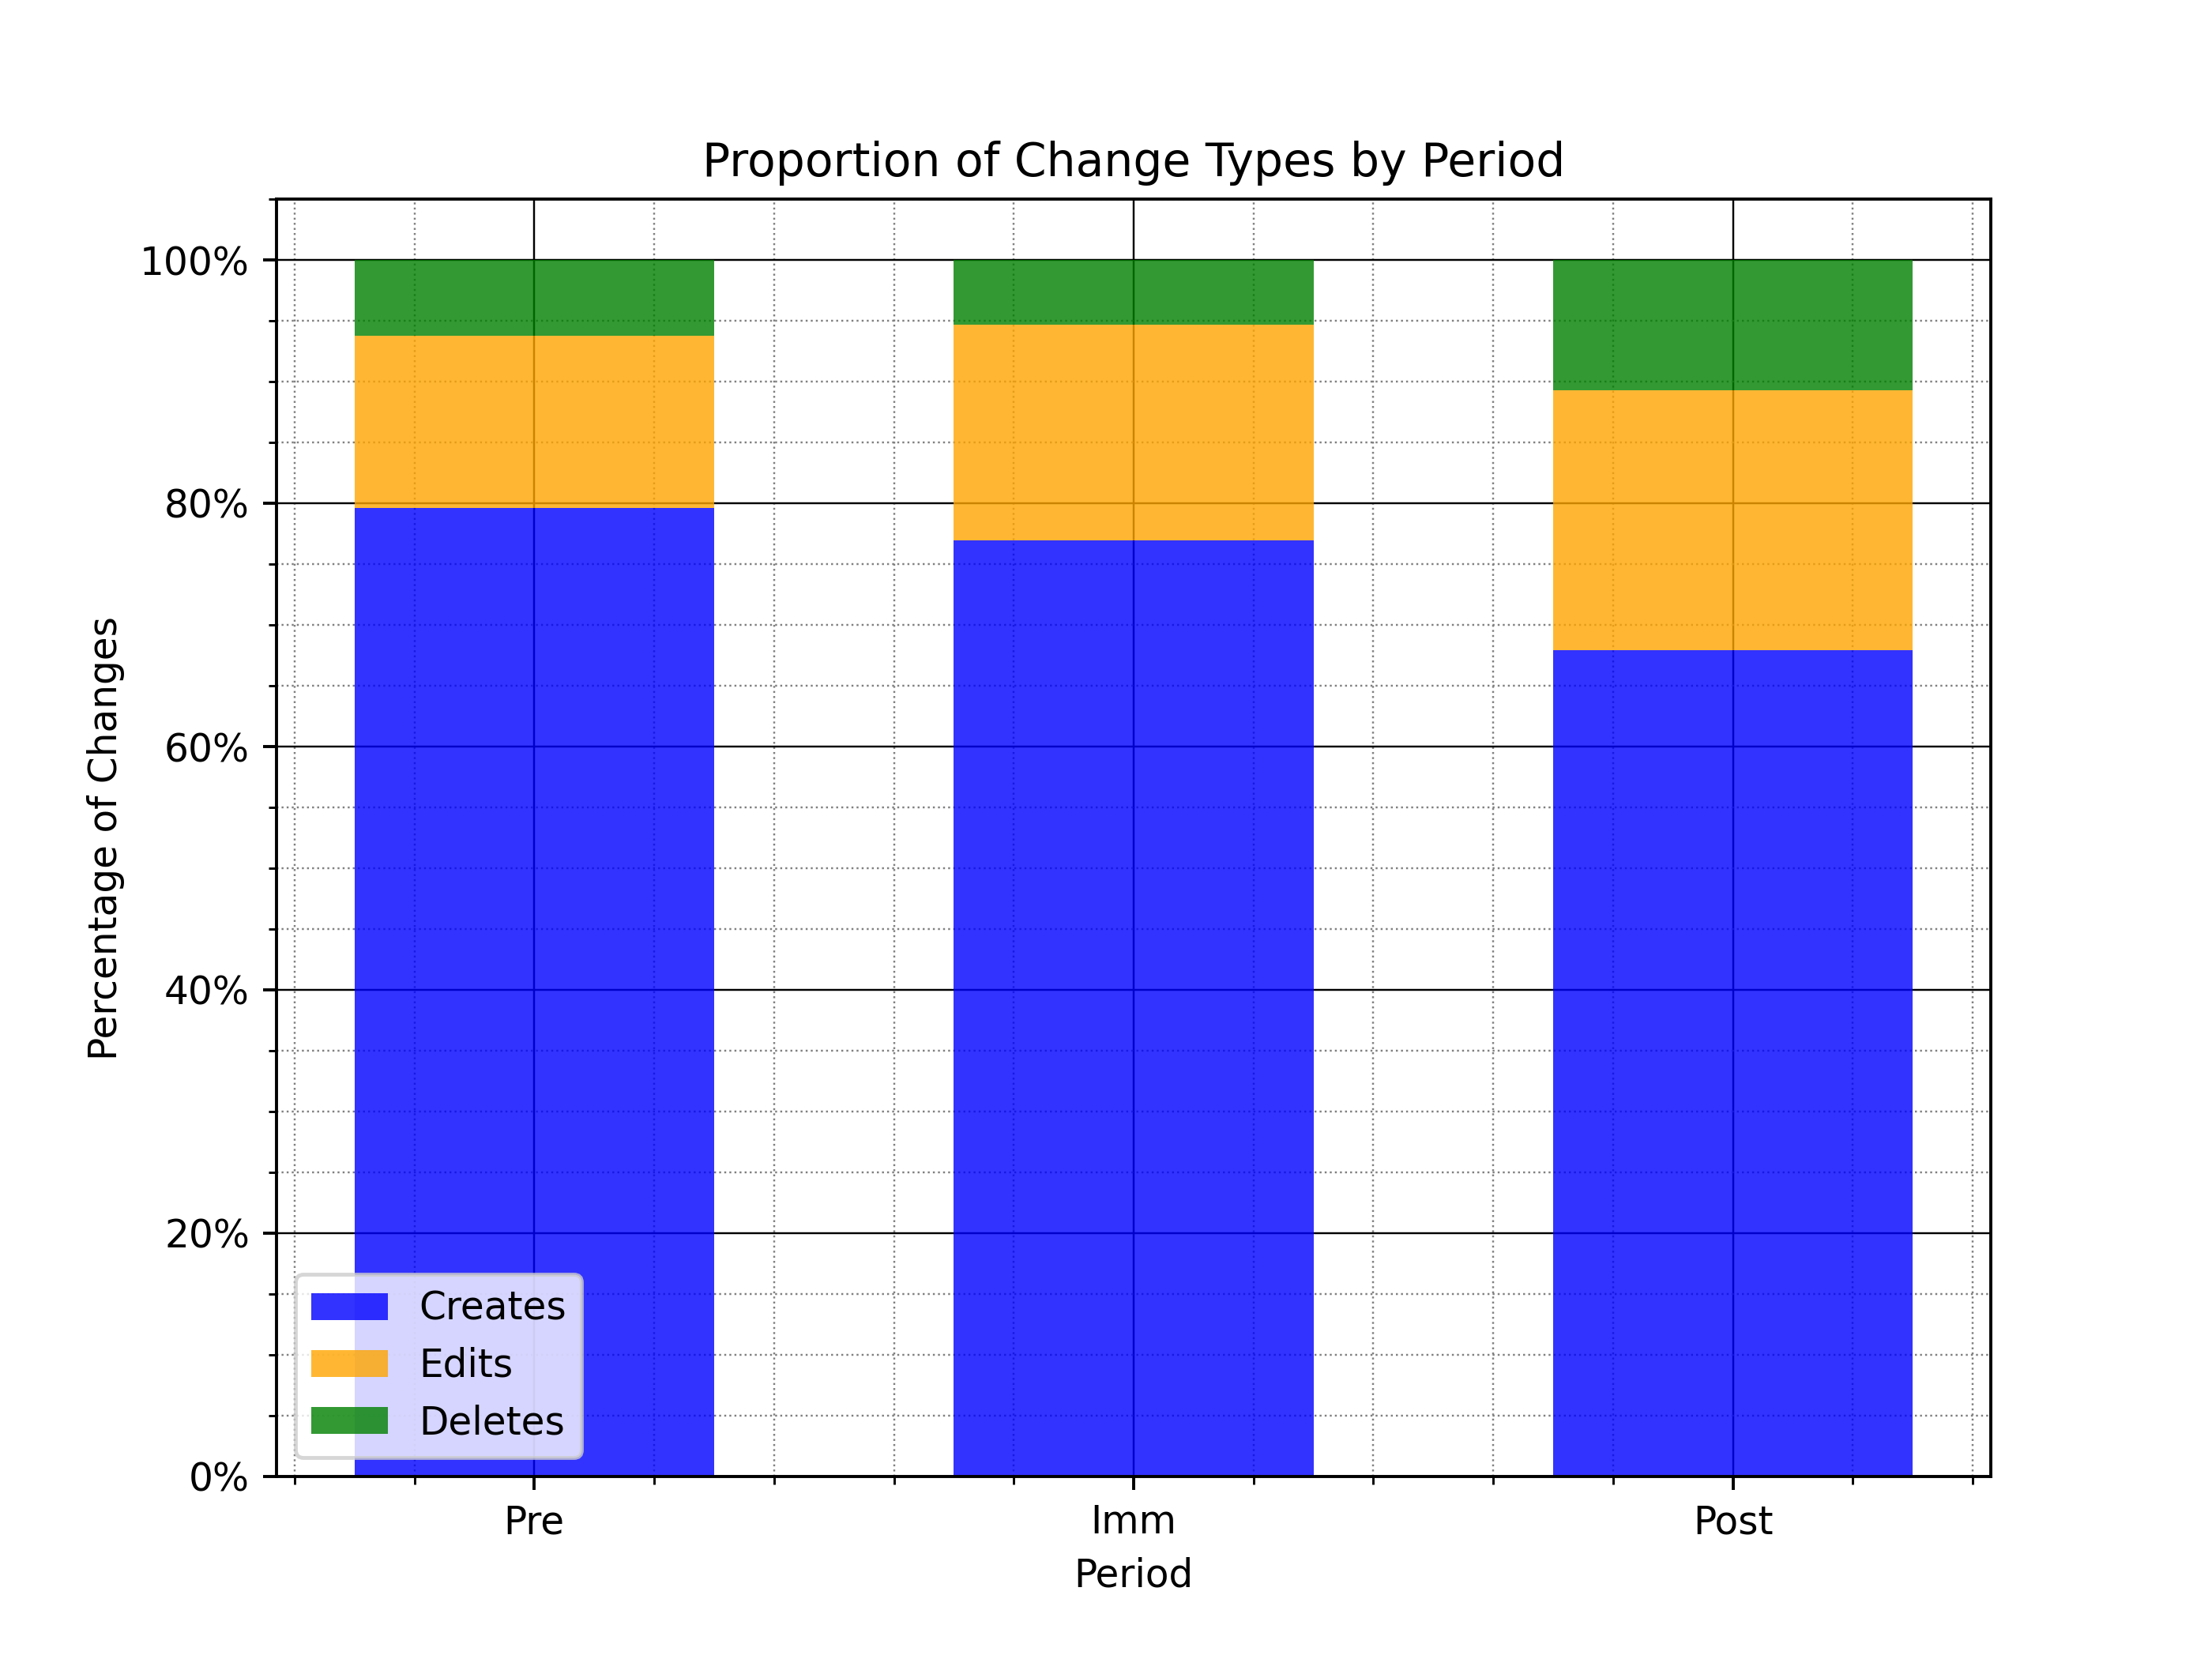 Proportion of Change Types by Period
Percentage of Changes
100%
80%
60%
40%
20%
0%
Creates
Edits
Deletes
Pre
Imm
Post
Period